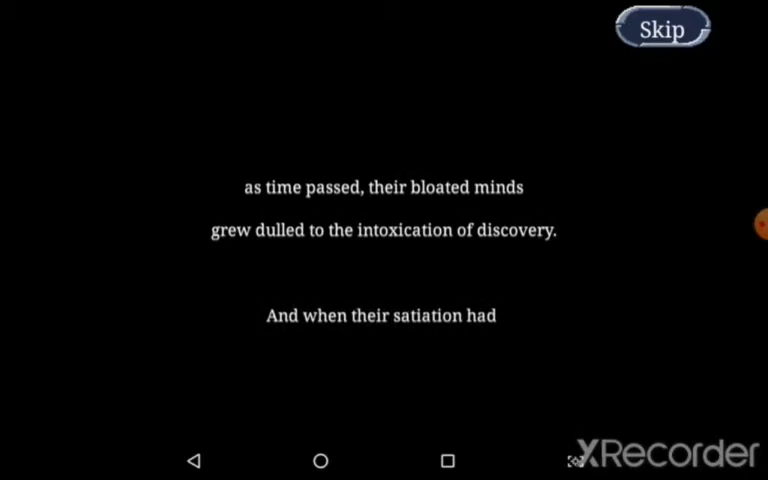 Skip
as time passed, their bloated minds
grew dulled to the intoxication of discovery.
And when their satiation had
XRecorder